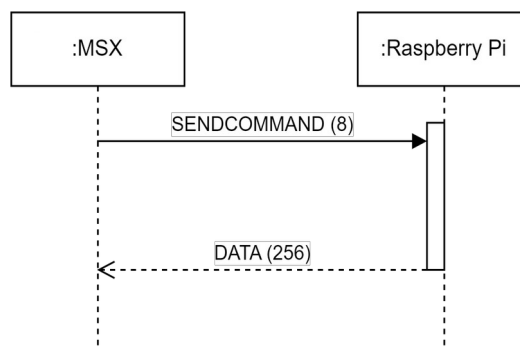 :MSX
:Raspberry Pi
SENDCOMMAND (8)
DATA (256)